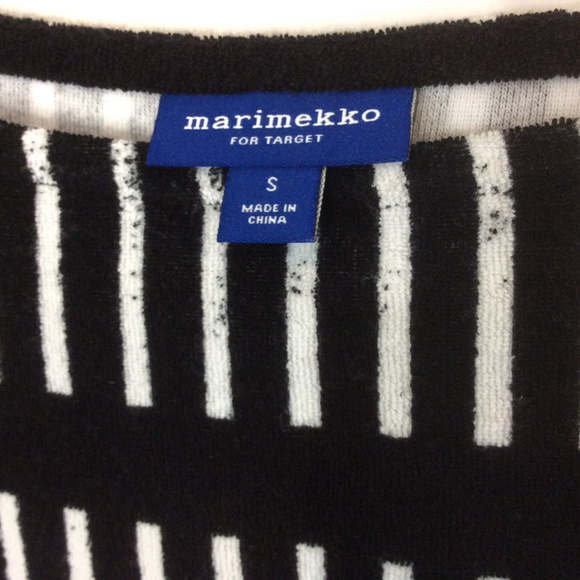 marimekko
FOR TARGET
S
MADE IN
CHINA